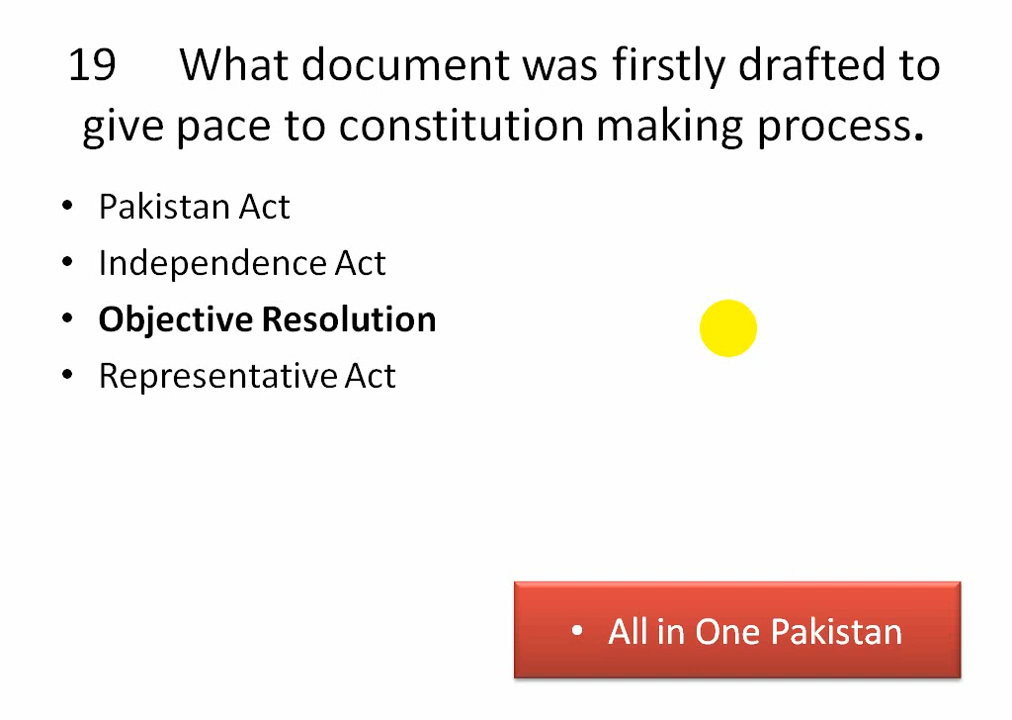 19 What document was firstly drafted to
give pace to constitution making process.
• Pakistan Act
• Independence Act
• Objective Resolution
• Representative Act
• All in One Pakistan